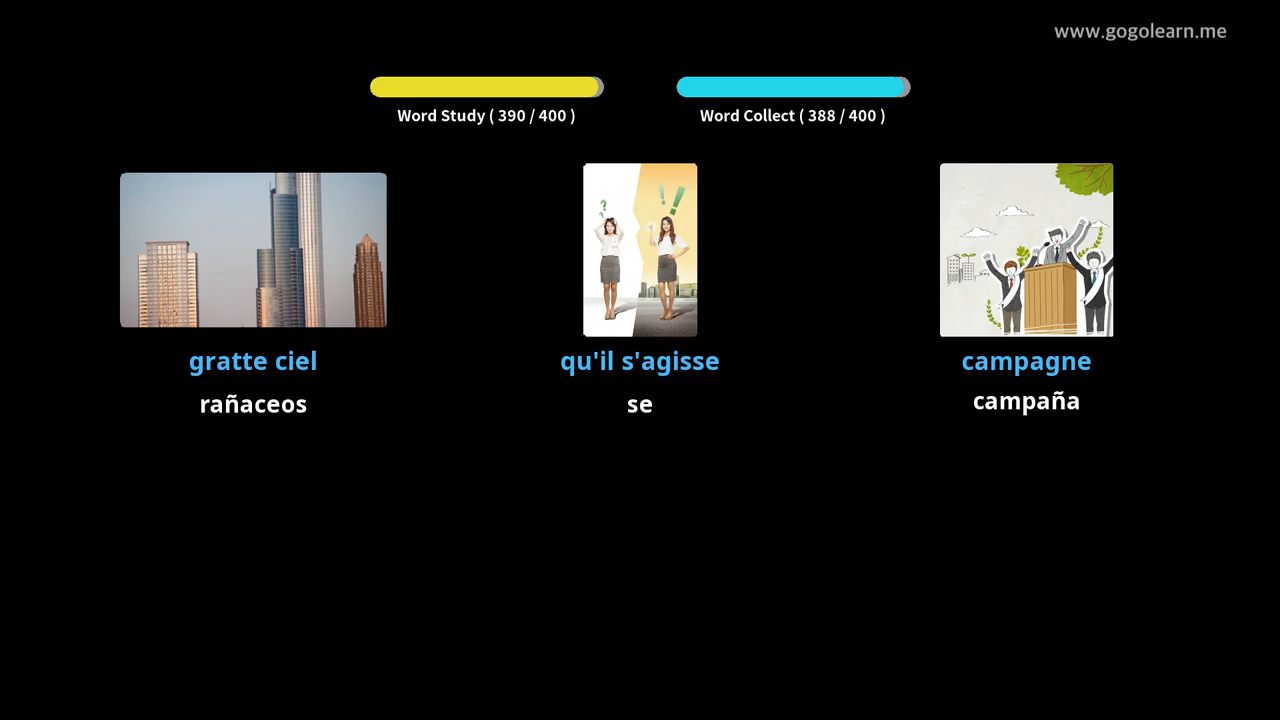 www.gogolearn.me
Word Study ( 390 / 400 )
Word Collect ( 388 / 400 )
gratte ciel
qu'il s'agisse
campagne
rañaceos
se
campaña